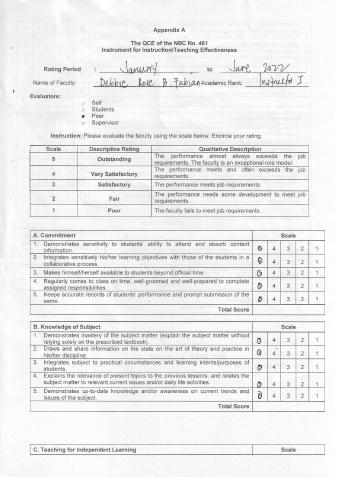 Appendix A
The QCE of the NBC No. 461
Instrument for Instruction/Teaching Effectiveness
Rating Period : January to June 2022
Name of Faculty: Debbie Rose B. Fabian Academic Rank: Instructor I
Evaluators:
Self
Students
Peer
Supervisor
Instruction: Please evaluate the faculty using the scale below. Encircle your rating.
Scale Descriptive Rating Qualitative Description
5 Outstanding The performance almost always exceeds the job
requirements. The faculty is an exceptional role model.
4 Very Satisfactory The performance meets and often exceeds the job
requirements.
3 Satisfactory The performance meets job requirements.
2 Fair The performance needs some development to meet job
requirements.
1 Poor The faculty fails to meet job requirements.
A. Commitment Scale
1. Demonstrates sensitivity to students' ability to attend and absorb content
information. 5 4 3 2 1
2. Integrates sensitively his/her learning objectives with those of the students in a
collaborative process. 5 4 3 2 1
3. Makes himself/herself available to students beyond official time. 5 4 3 2 1
4. Regularly comes to class on time, well-groomed and well-prepared to complete
assigned responsibilities. 5 4 3 2 1
5. Keeps accurate records of students' performance and prompt submission of the
same. 5 4 3 2 1
Total Score
B. Knowledge of Subject Scale
1. Demonstrates mastery of the subject matter (explain the subject matter without
relying solely on the prescribed textbook). 5 4 3 2 1
2. Draws and share information on the state on the art of theory and practice in
his/her discipline. 5 4 3 2 1
3. Integrates subject to practical circumstances and learning intents/purposes of
students. 5 4 3 2 1
4. Explains the relevance of present topics to the previous lessons, and relates the
subject matter to relevant current issues and/or daily life activities. 5 4 3 2 1
5. Demonstrates up-to-date knowledge and/or awareness on current trends and
issues of the subject. 5 4 3 2 1
Total Score
C. Teaching for Independent Learning Scale